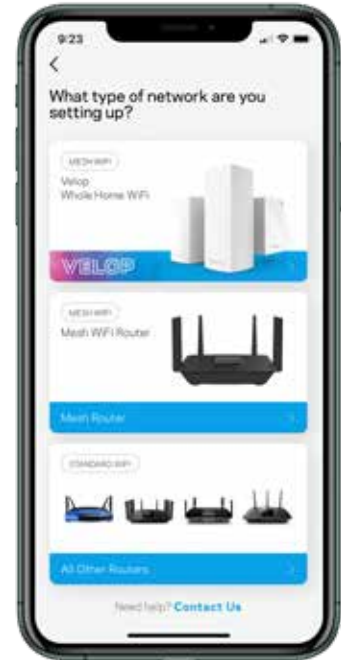 9:23
What type of network are you
setting up?
MESH WIFI
Velop
Whole Home WiFi
VELOP
MESH WIFI
Mesh WiFi Router
Mesh Router
STANDARD WIFI
All Other Routers
Need help? Contact Us